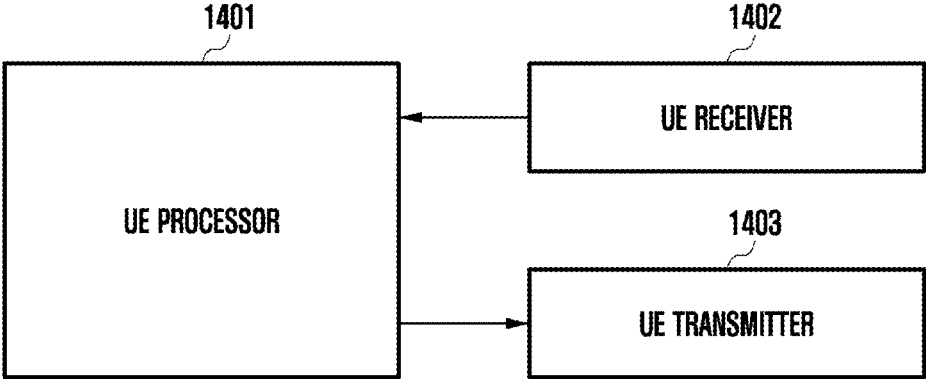 1401
1402
UE RECEIVER
UE PROCESSOR
1403
UE TRANSMITTER